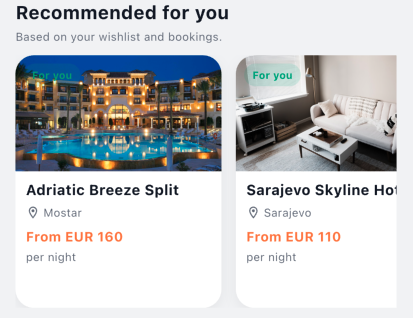 Recommended for you
Based on your wishlist and bookings.
For you
Adriatic Breeze Split
Mostar
From EUR 160
per night
For you
Sarajevo Skyline Hot
Sarajevo
From EUR 110
per night